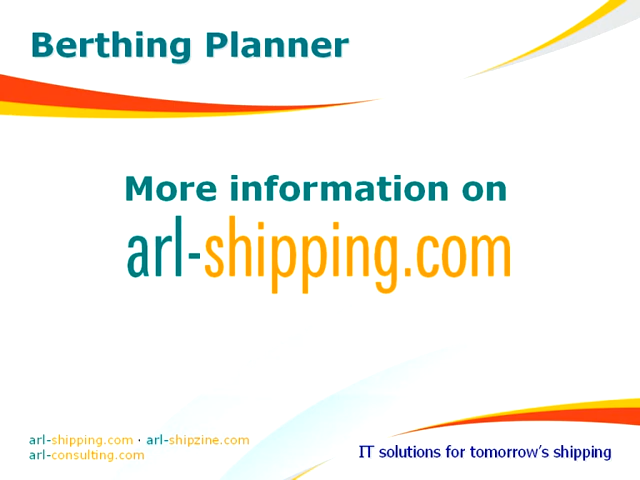 Berthing Planner
More information on
arl-shipping.com
arl-shipping.com · arl-shipzine.com
arl-consulting.com
IT solutions for tomorrow's shipping